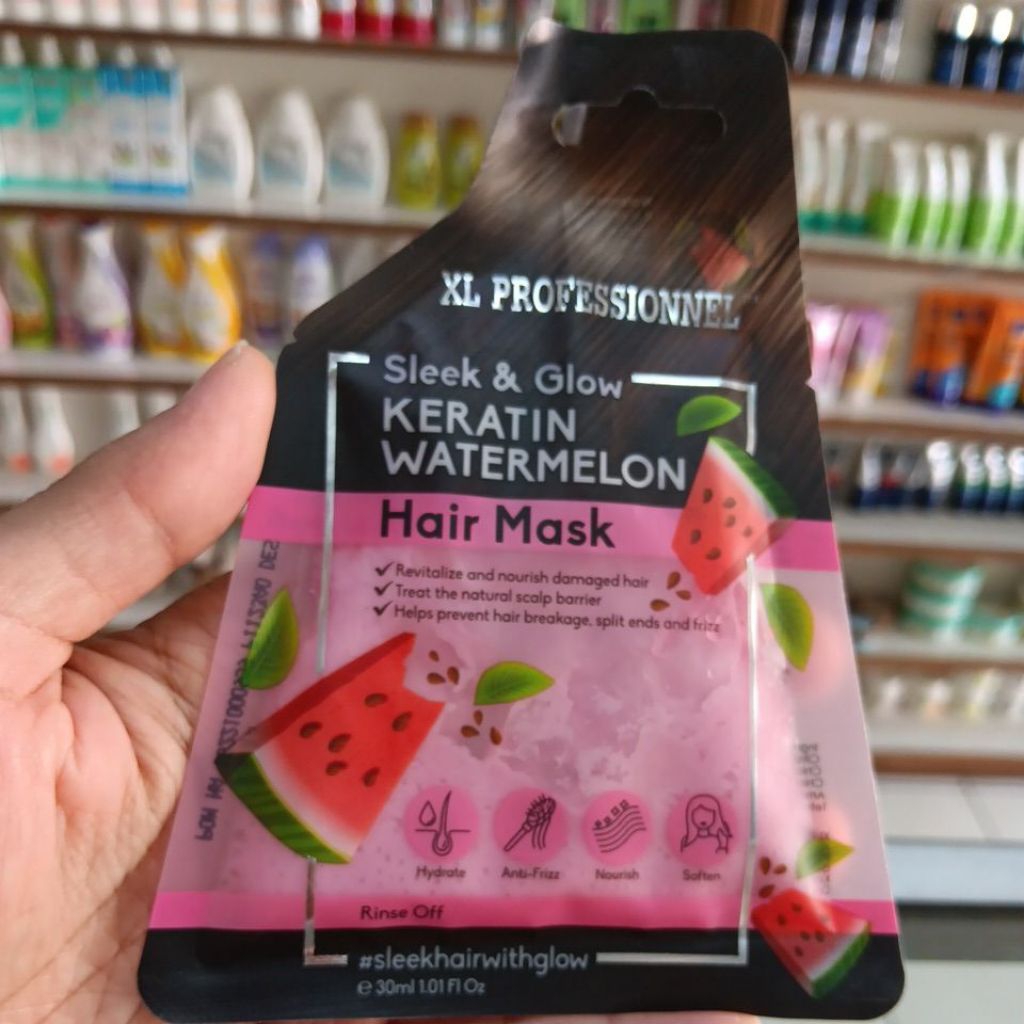 XL PROFESSIONNEL
Sleek & Glow
KERATIN
WATERMELON
Hair Mask
✓ Revitalize and nourish damaged hair
✓ Treat the natural scalp barrier
✓ Helps prevent hair breakage, split ends and frizz
Hydrate Anti-Frizz Nourish Soften
Rinse Off
#sleekhairwithglow
℮ 30ml 1.01 Fl Oz